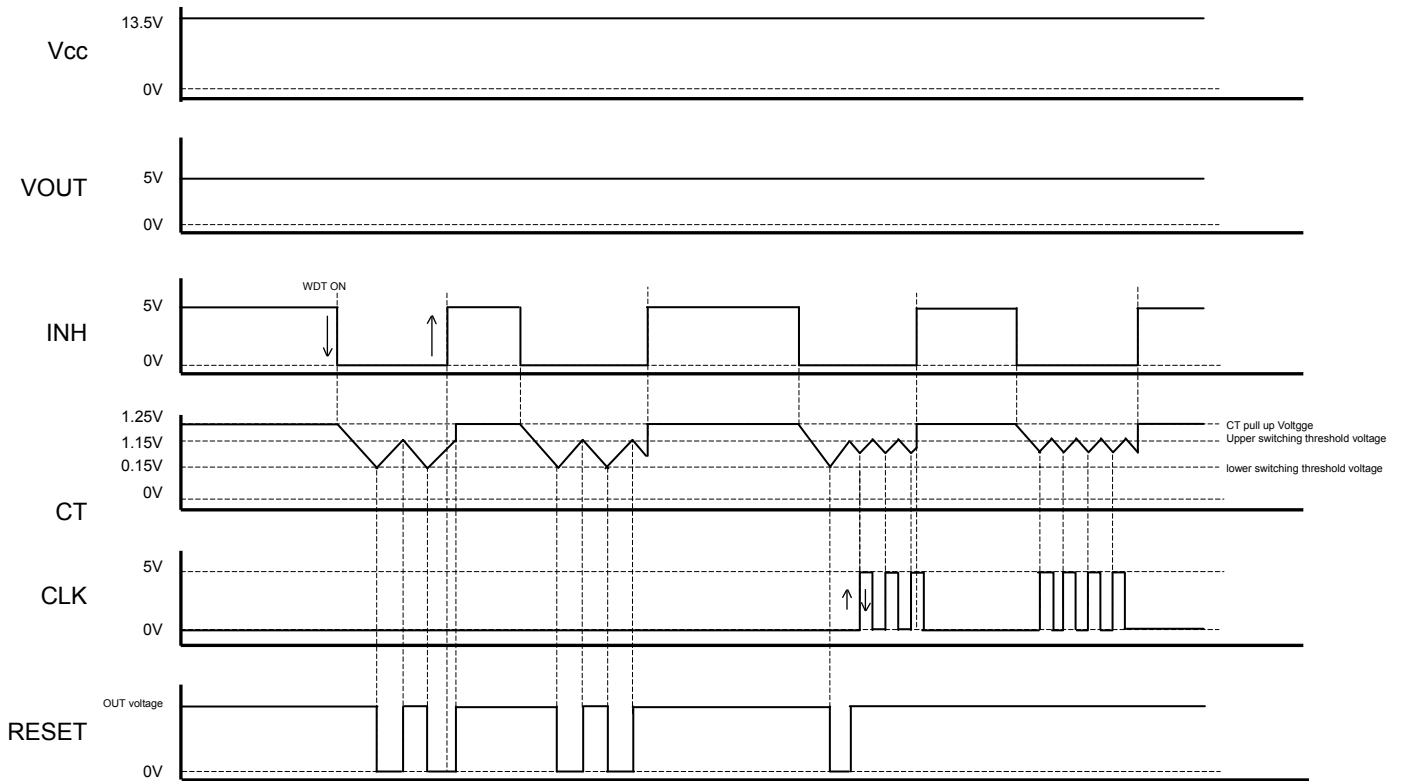 13.5V
Vcc
0V
VOUT
5V
0V
WDT ON
5V
INH
0V
1.25V
CT pull up Voltgge
1.15V
Upper switching threshold voltage
0.15V
lower switching threshold voltage
0V
CT
5V
CLK
0V
OUT voltage
RESET
0V